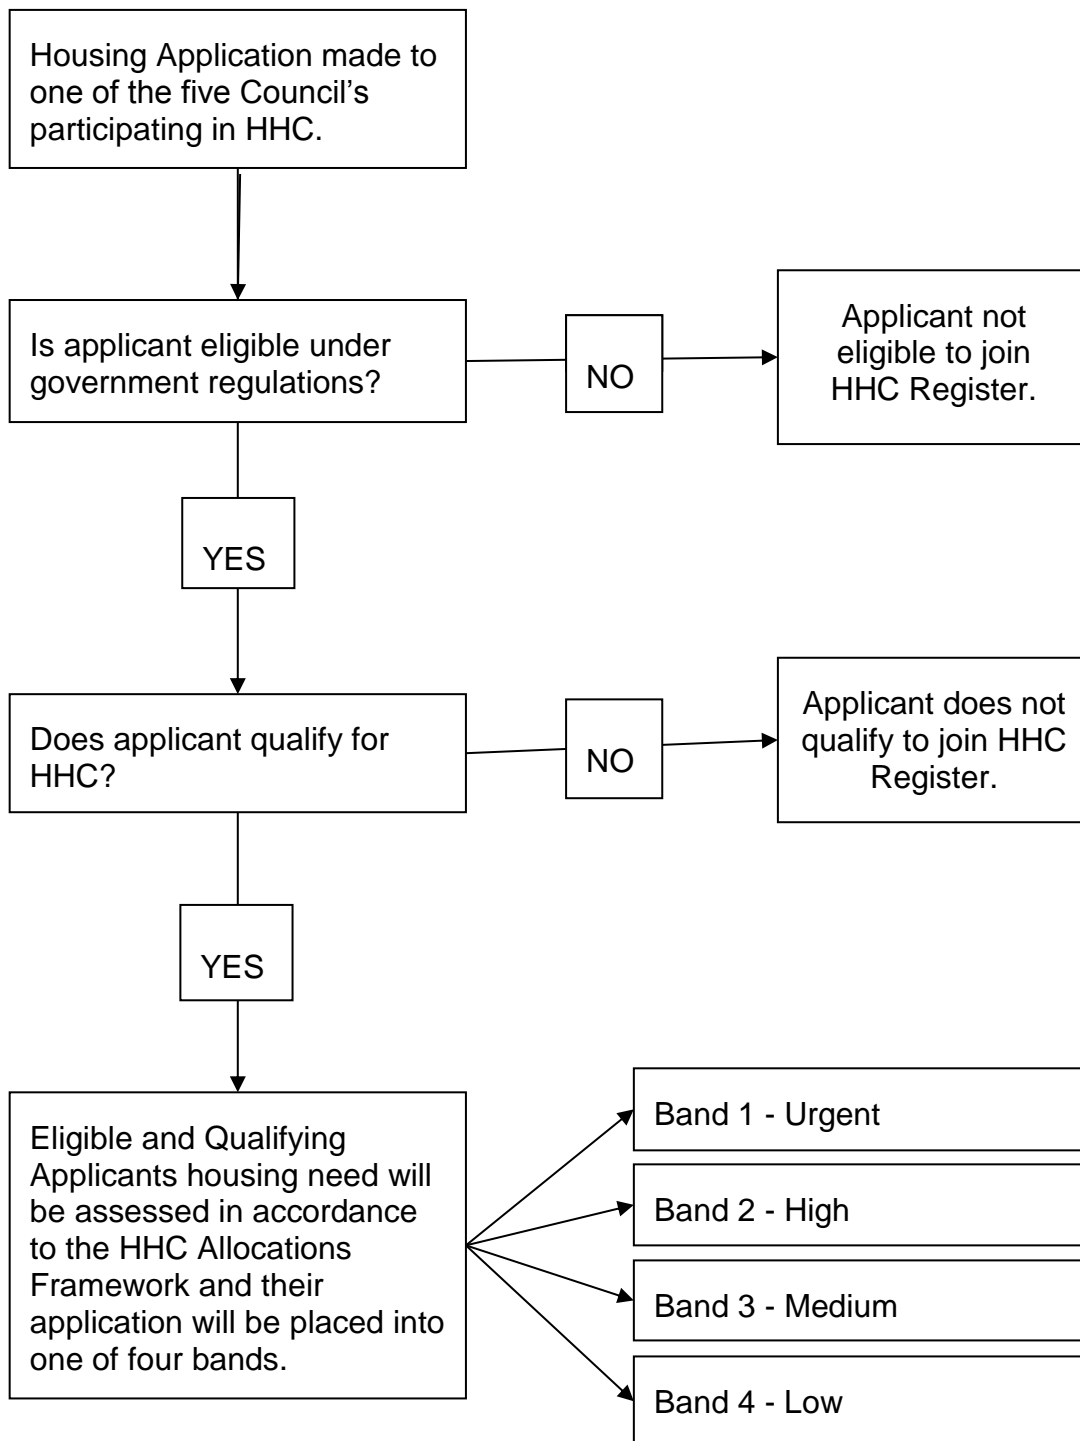 Housing Application made to
one of the five Council’s
participating in HHC.
Is applicant eligible under
government regulations?
NO
Applicant not
eligible to join
HHC Register.
YES
Does applicant qualify for
HHC?
NO
Applicant does not
qualify to join HHC
Register.
YES
Eligible and Qualifying
Applicants housing need will
be assessed in accordance
to the HHC Allocations
Framework and their
application will be placed into
one of four bands.
Band 1 - Urgent
Band 2 - High
Band 3 - Medium
Band 4 - Low